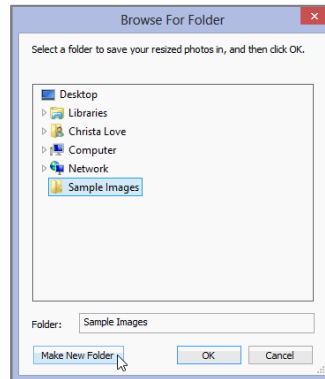 Browse For Folder
Select a folder to save your resized photos in, and then click OK.
Desktop
Libraries
Christa Love
Computer
Network
Sample Images
Folder: Sample Images
Make New Folder OK Cancel